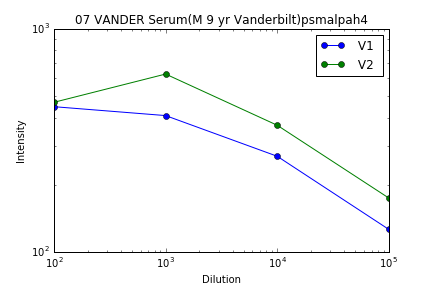 07 VANDER Serum(M 9 yr Vanderbilt)psmalpah4
10³
V1
V2
Intensity
10²
10² 10³ 10⁴ 10⁵
Dilution